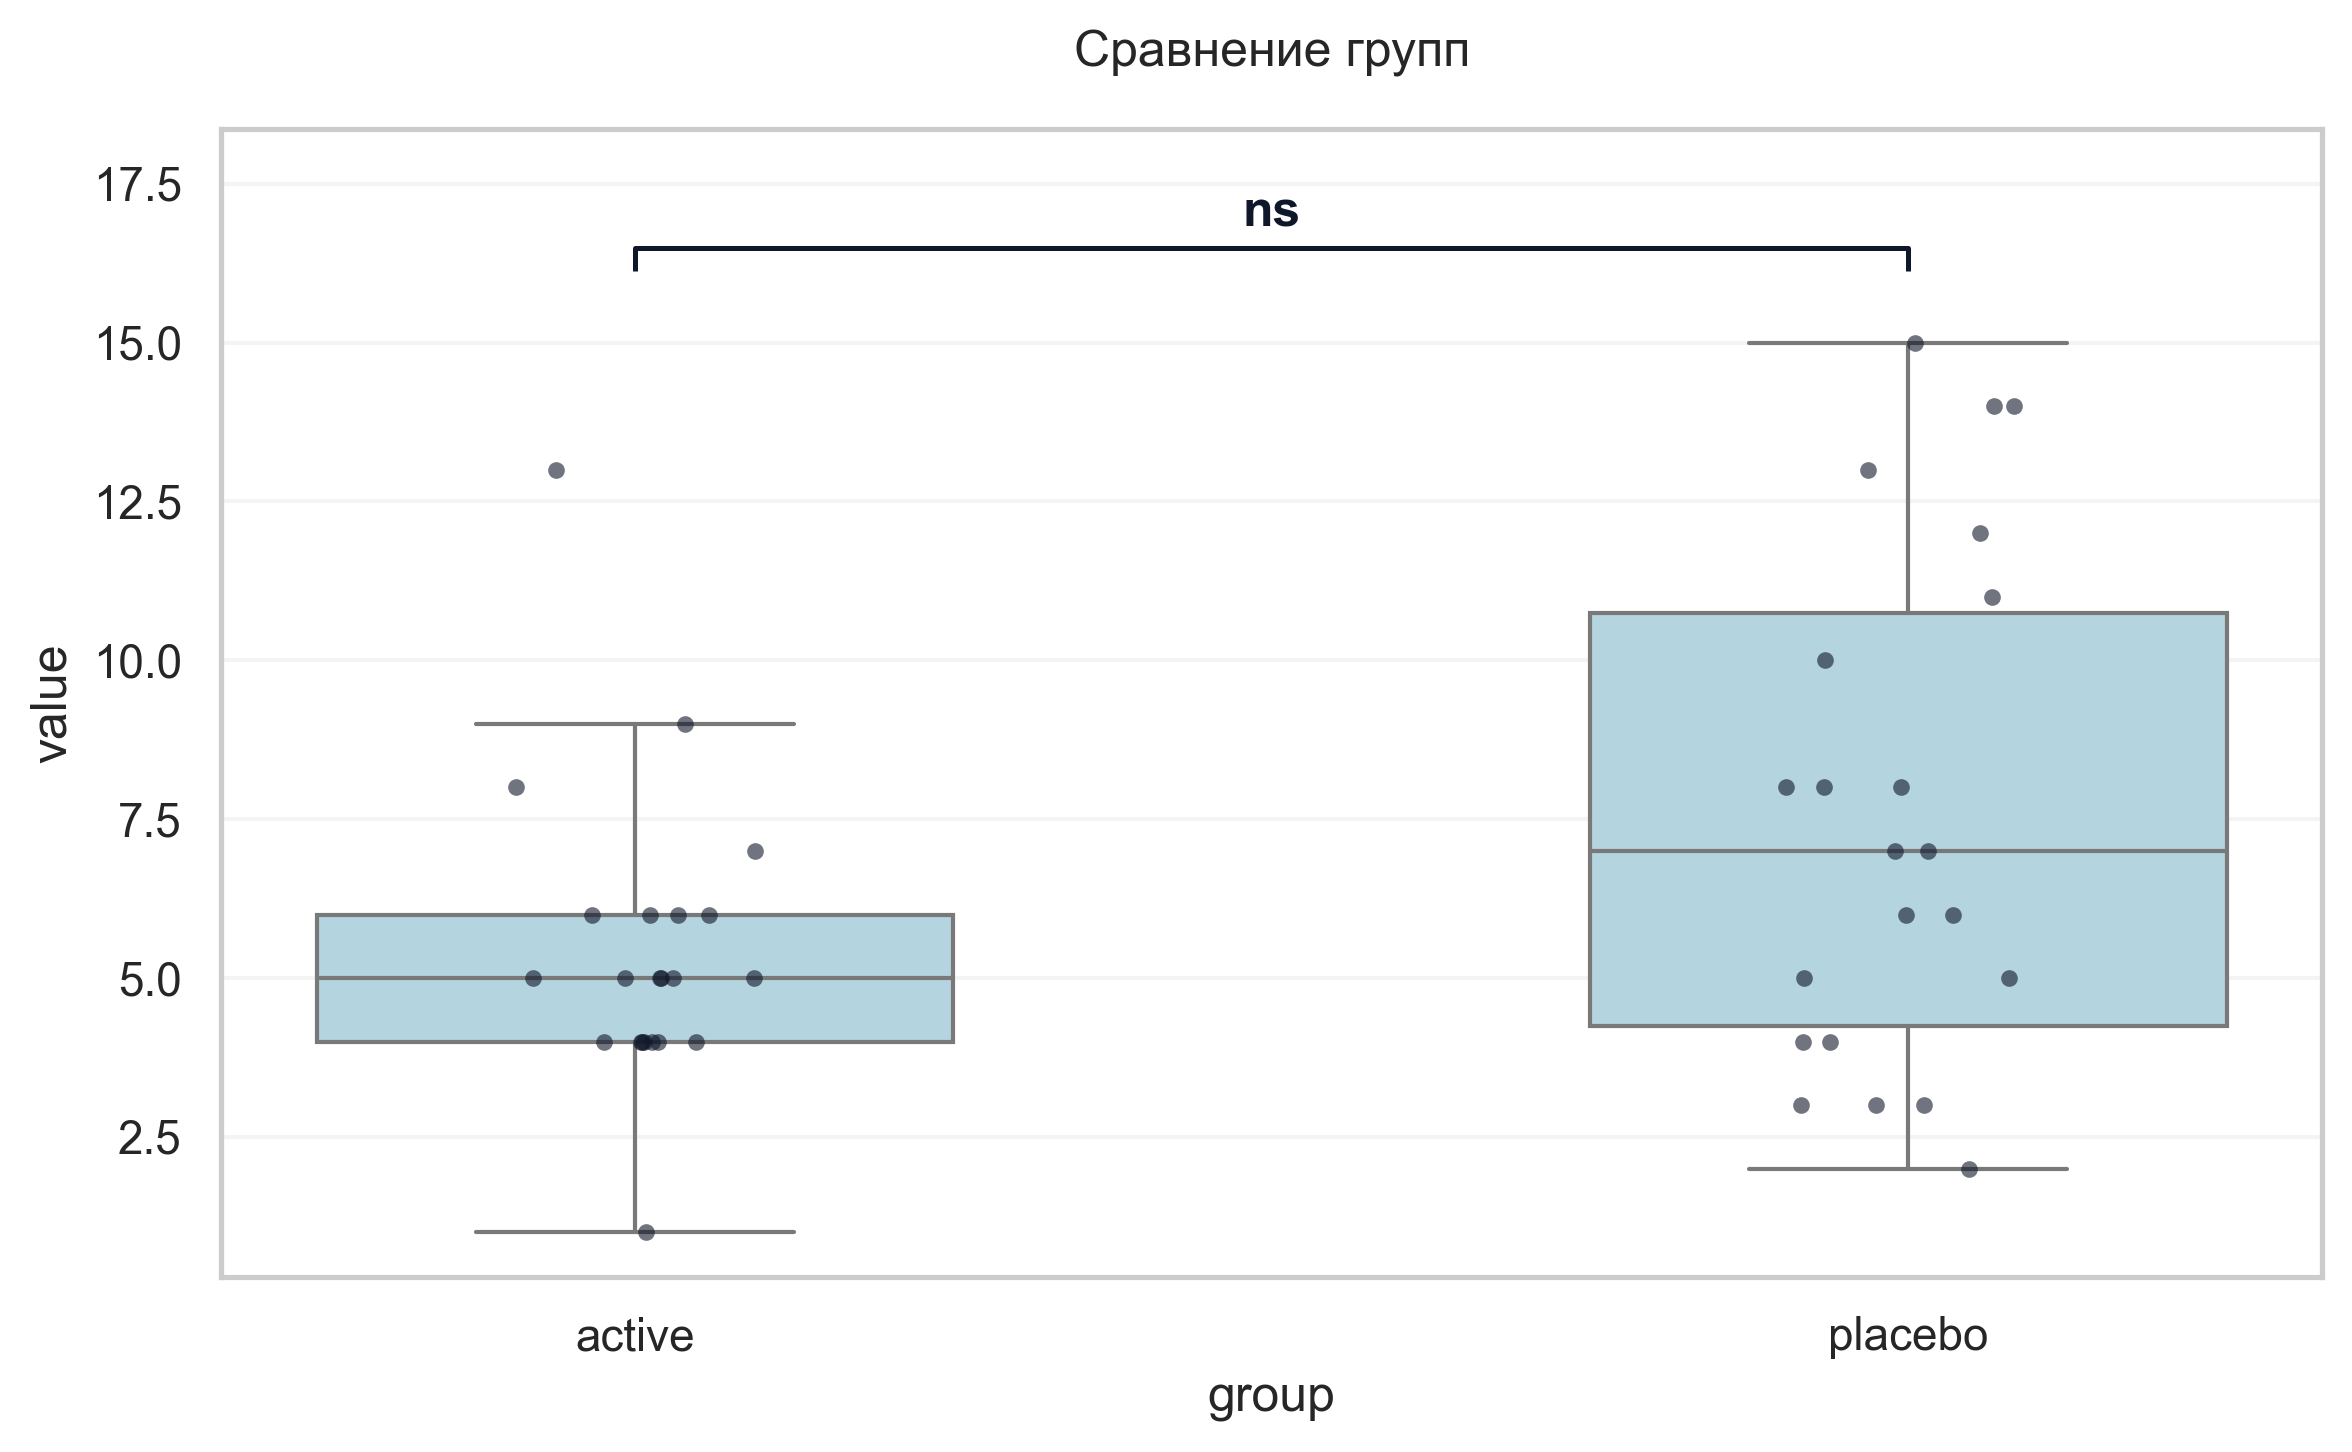 Сравнение групп
17.5
ns
15.0
12.5
10.0
7.5
5.0
2.5
value
active
placebo
group